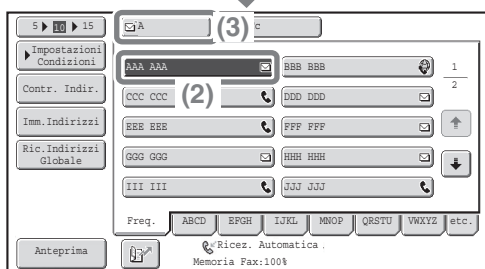 5 10 15
A
(3)
c
Impostazioni
Condizioni
AAA AAA
BBB BBB
1
2
Contr. Indir.
CCC CCC
(2)
DDD DDD
Imm.Indirizzi
EEE EEE
FFF FFF
Ric.Indirizzi
Globale
GGG GGG
HHH HHH
III III
JJJ JJJ
Freq.
ABCD
EFGH
IJKL
MNOP
QRSTU
VWXYZ
etc.
Anteprima
Ricez. Automatica .
Memoria Fax:100%